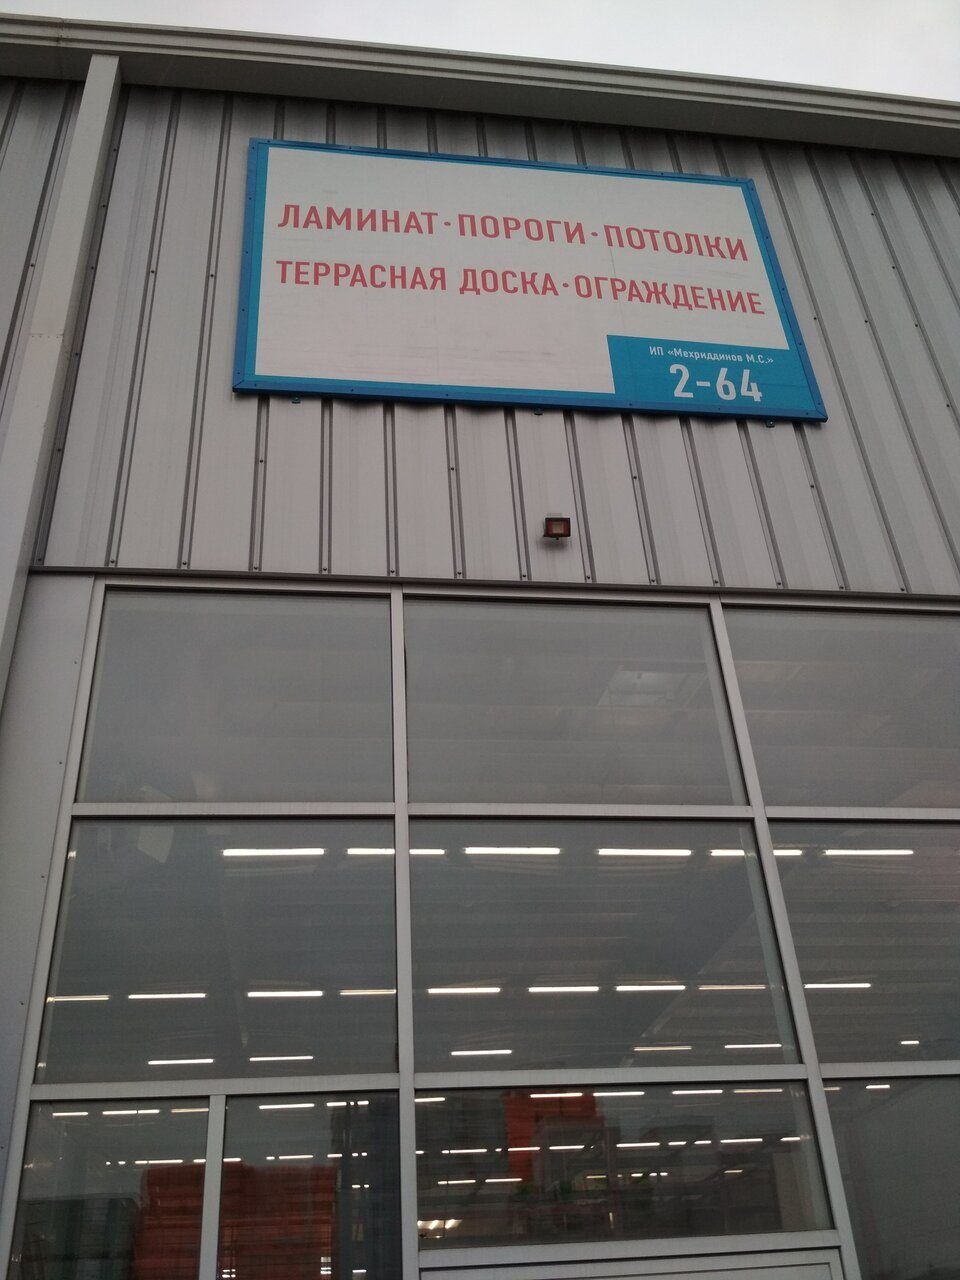 ЛАМИНАТ·ПОРОГИ·ПОТОЛКИ
ТЕРРАСНАЯ ДОСКА·ОГРАЖДЕНИЕ
ИП «Мехриддинов М.С.»
2-64